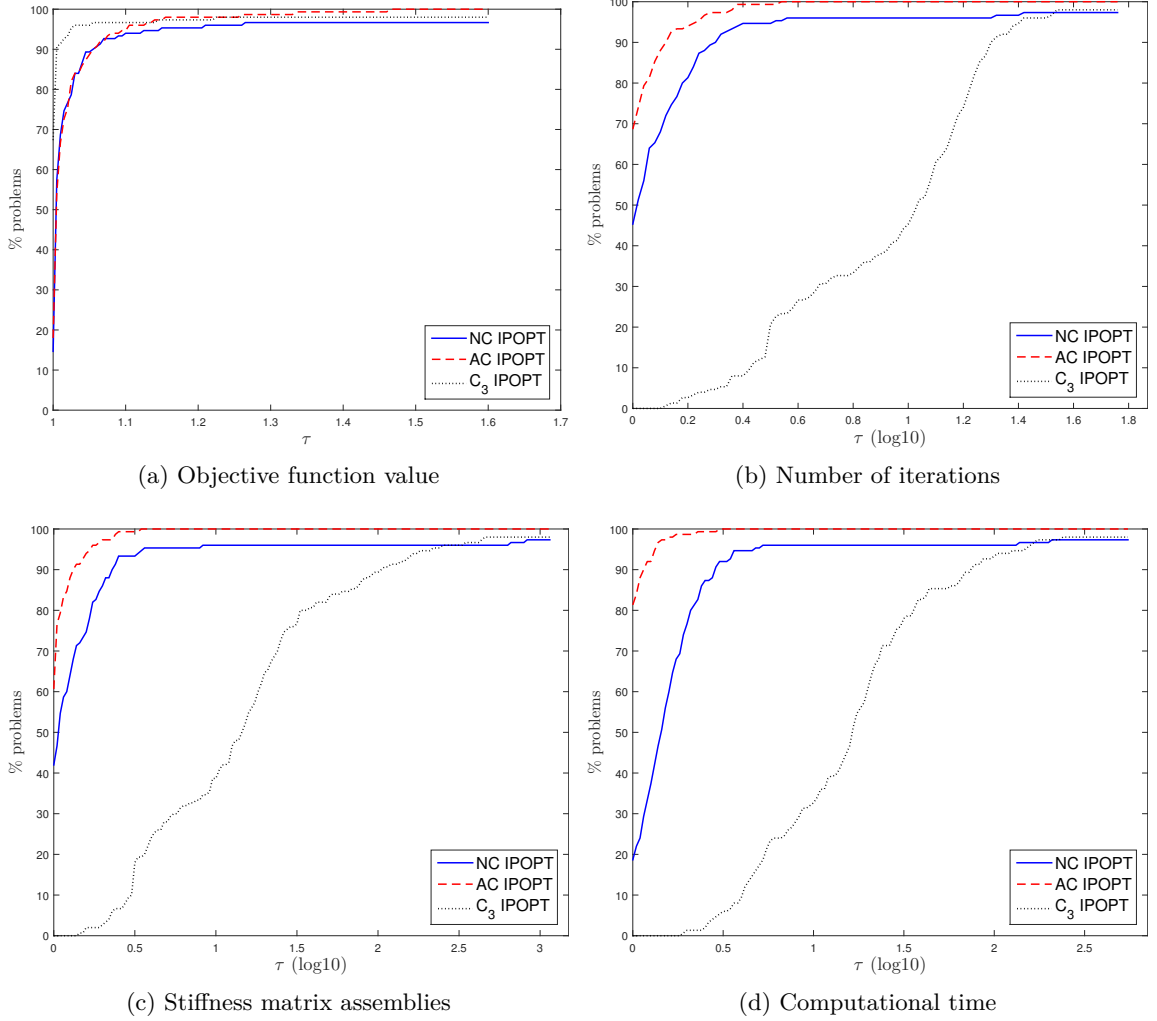 100
90
80
70
60
50
40
30
20
10
0
% problems
1 1.1 1.2 1.3 1.4 1.5 1.6 1.7
τ
NC IPOPT
AC IPOPT
C3 IPOPT
(a) Objective function value
100
90
80
70
60
50
40
30
20
10
0
% problems
0 0.2 0.4 0.6 0.8 1 1.2 1.4 1.6 1.8
τ (log10)
NC IPOPT
AC IPOPT
C3 IPOPT
(b) Number of iterations
100
90
80
70
60
50
40
30
20
10
0
% problems
0 0.5 1 1.5 2 2.5 3
τ (log10)
NC IPOPT
AC IPOPT
C3 IPOPT
(c) Stiffness matrix assemblies
100
90
80
70
60
50
40
30
20
10
0
% problems
0 0.5 1 1.5 2 2.5
τ (log10)
NC IPOPT
AC IPOPT
C3 IPOPT
(d) Computational time